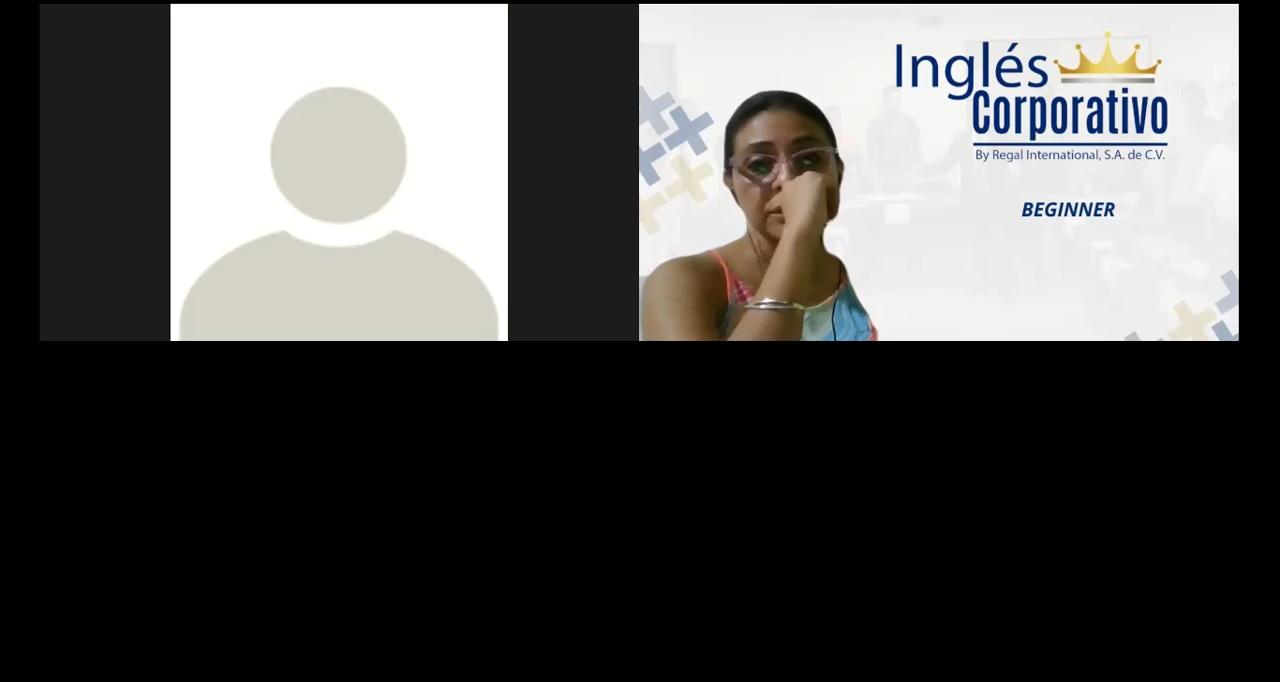 Inglés
Corporativo
By Regal International, S.A. de C.V.
BEGINNER